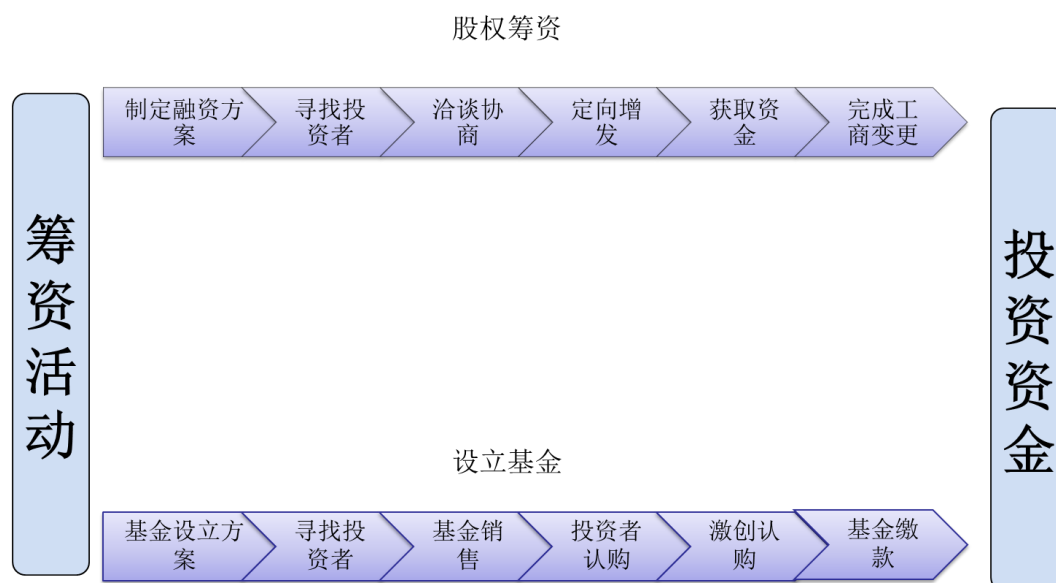 股权筹资
筹资活动
制定融资方
案
寻找投
资者
洽谈协
商
定向增
发
获取资
金
完成工
商变更
投资资金
设立基金
基金设立方
案
寻找投
资者
基金销
售
投资者
认购
激创认
购
基金缴
款